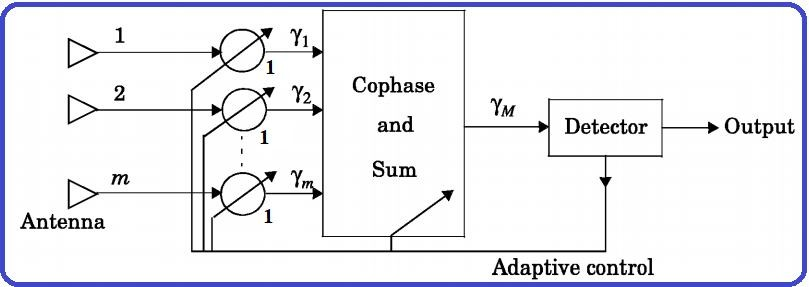 1
γ1
1
2
γ2
1
m
γm
1
Antenna
Cophase
and
Sum
γM
Detector
Output
Adaptive control